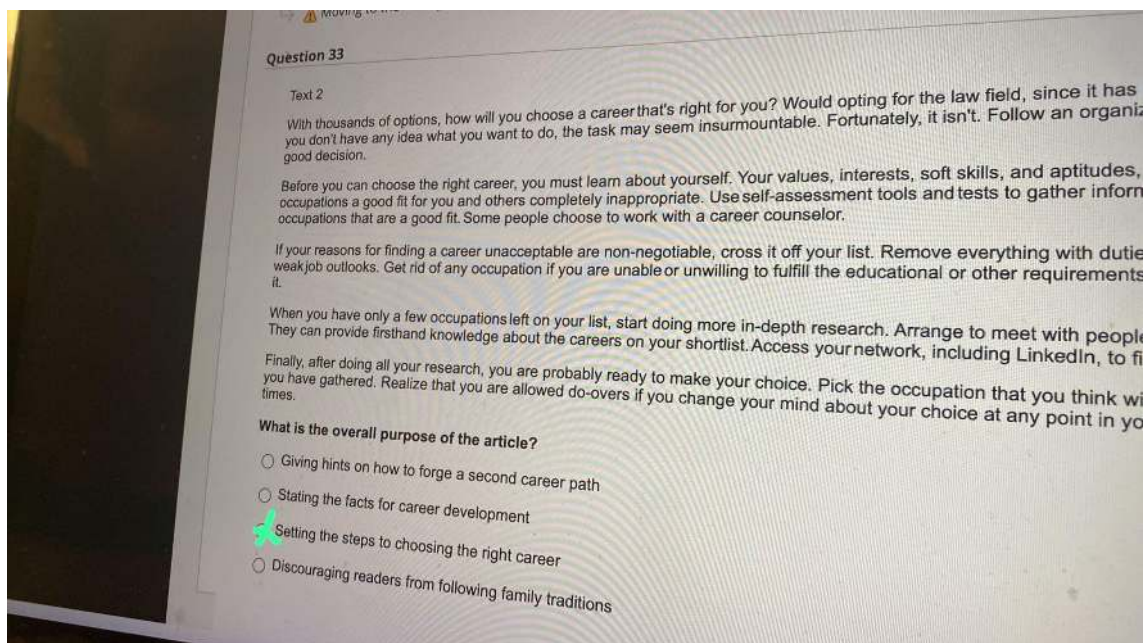 Moving to
Question 33
Text 2
With thousands of options, how will you choose a career that's right for you? Would opting for the law field, since it has
you don't have any idea what you want to do, the task may seem insurmountable. Fortunately, it isn't. Follow an
good decision.
Before you can choose the right career, you must learn about yourself. Your values, interests, soft skills, and aptitudes,
occupations a good fit for you and others completely inappropriate. Use self-assessment tools and tests to gather
occupations that are a good fit. Some people choose to work with a career counselor.
If your reasons for finding a career unacceptable are non-negotiable, cross it off your list. Remove everything with
weak job outlooks. Get rid of any occupation if you are unable or unwilling to fulfill the educational or other requirements
it.
When you have only a few occupations left on your list, start doing more in-depth research. Arrange to meet with
They can provide firsthand knowledge about the careers on your shortlist. Access your network, including LinkedIn, to
Finally, after doing all your research, you are probably ready to make your choice. Pick the occupation that you think
you have gathered. Realize that you are allowed do-overs if you change your mind about your choice at any point in
times.
What is the overall purpose of the article?
Giving hints on how to forge a second career path
Stating the facts for career development
Setting the steps to choosing the right career
Discouraging readers from following family traditions